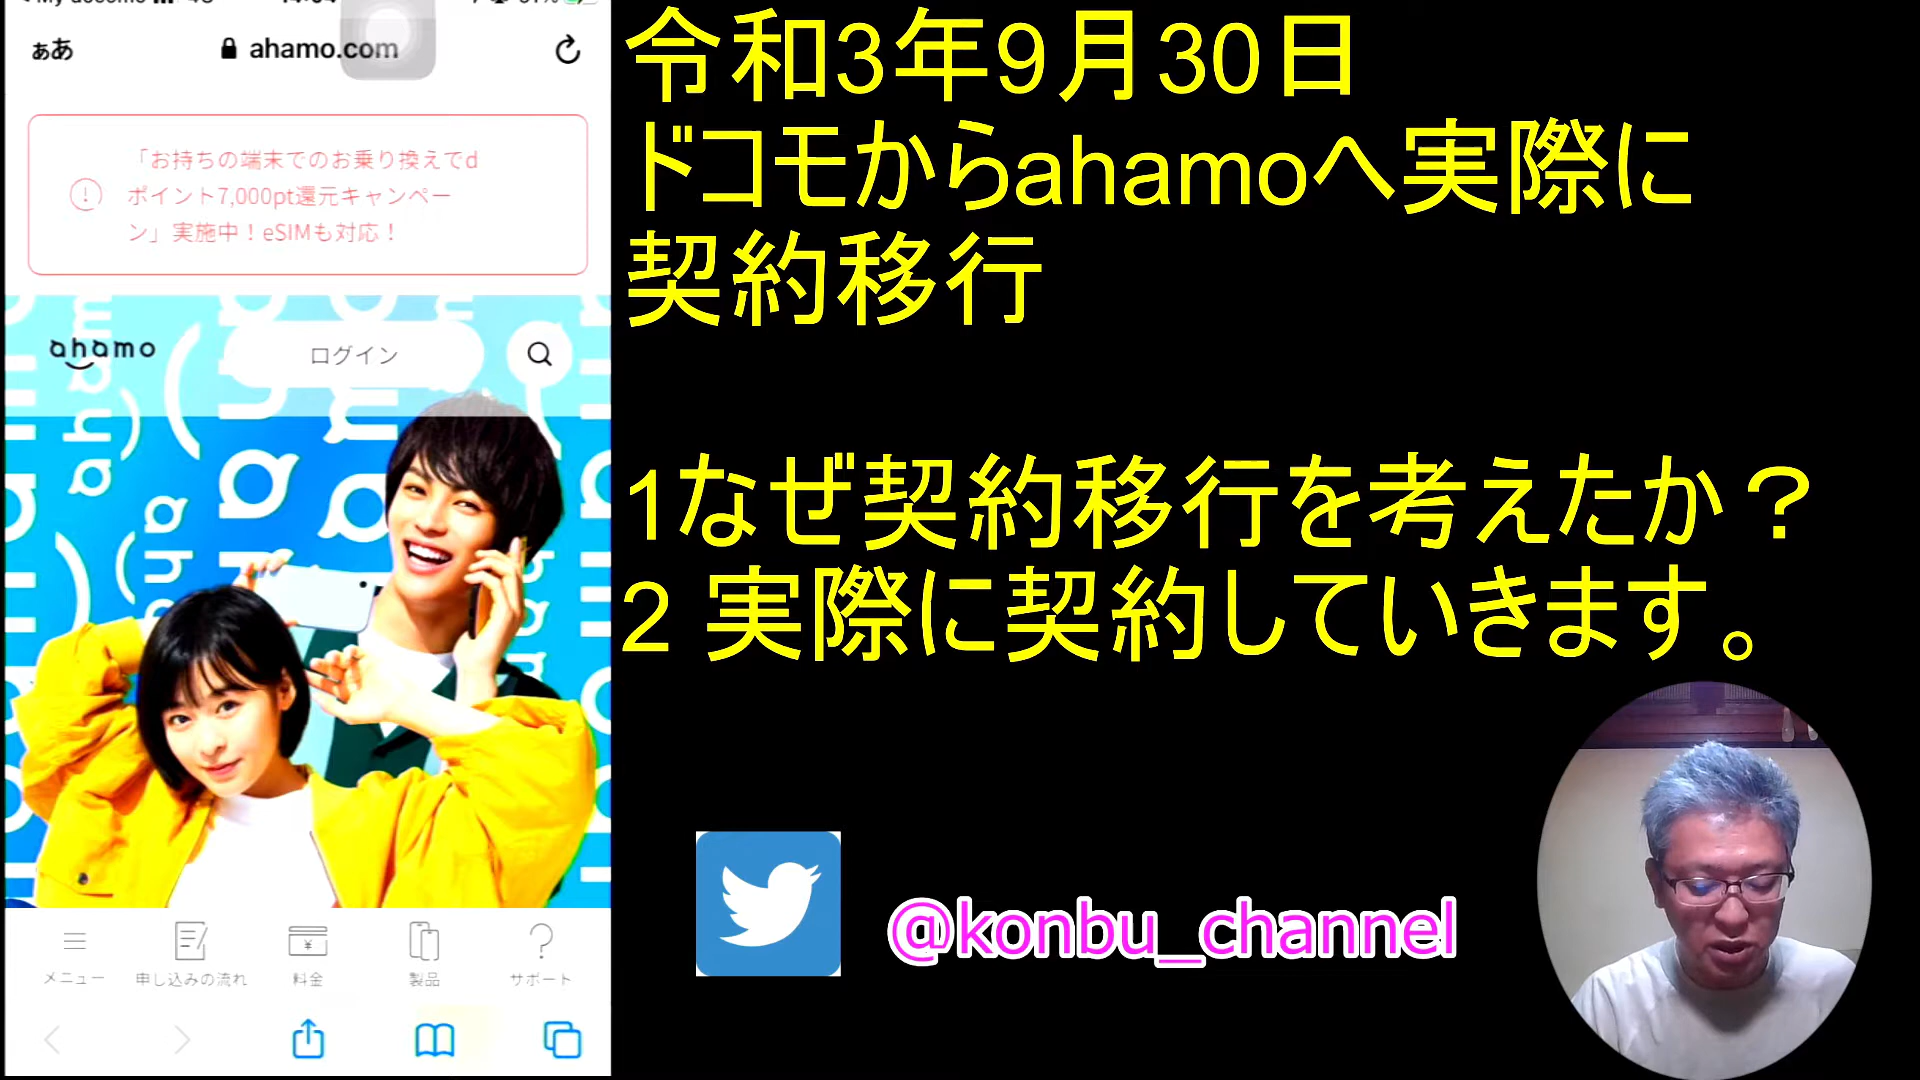 ぁあ
ahamo.com
「お持ちの端末でのお乗り換えでd
ポイント7,000pt還元キャンペー
ン」実施中！eSIMも対応！
ahamo
ログイン
メニュー
申し込みの流れ
料金
製品
サポート
令和3年9月30日
ドコモからahamoへ実際に
契約移行
1なぜ契約移行を考えたか？
2 実際に契約していきます。
@konbu_channel